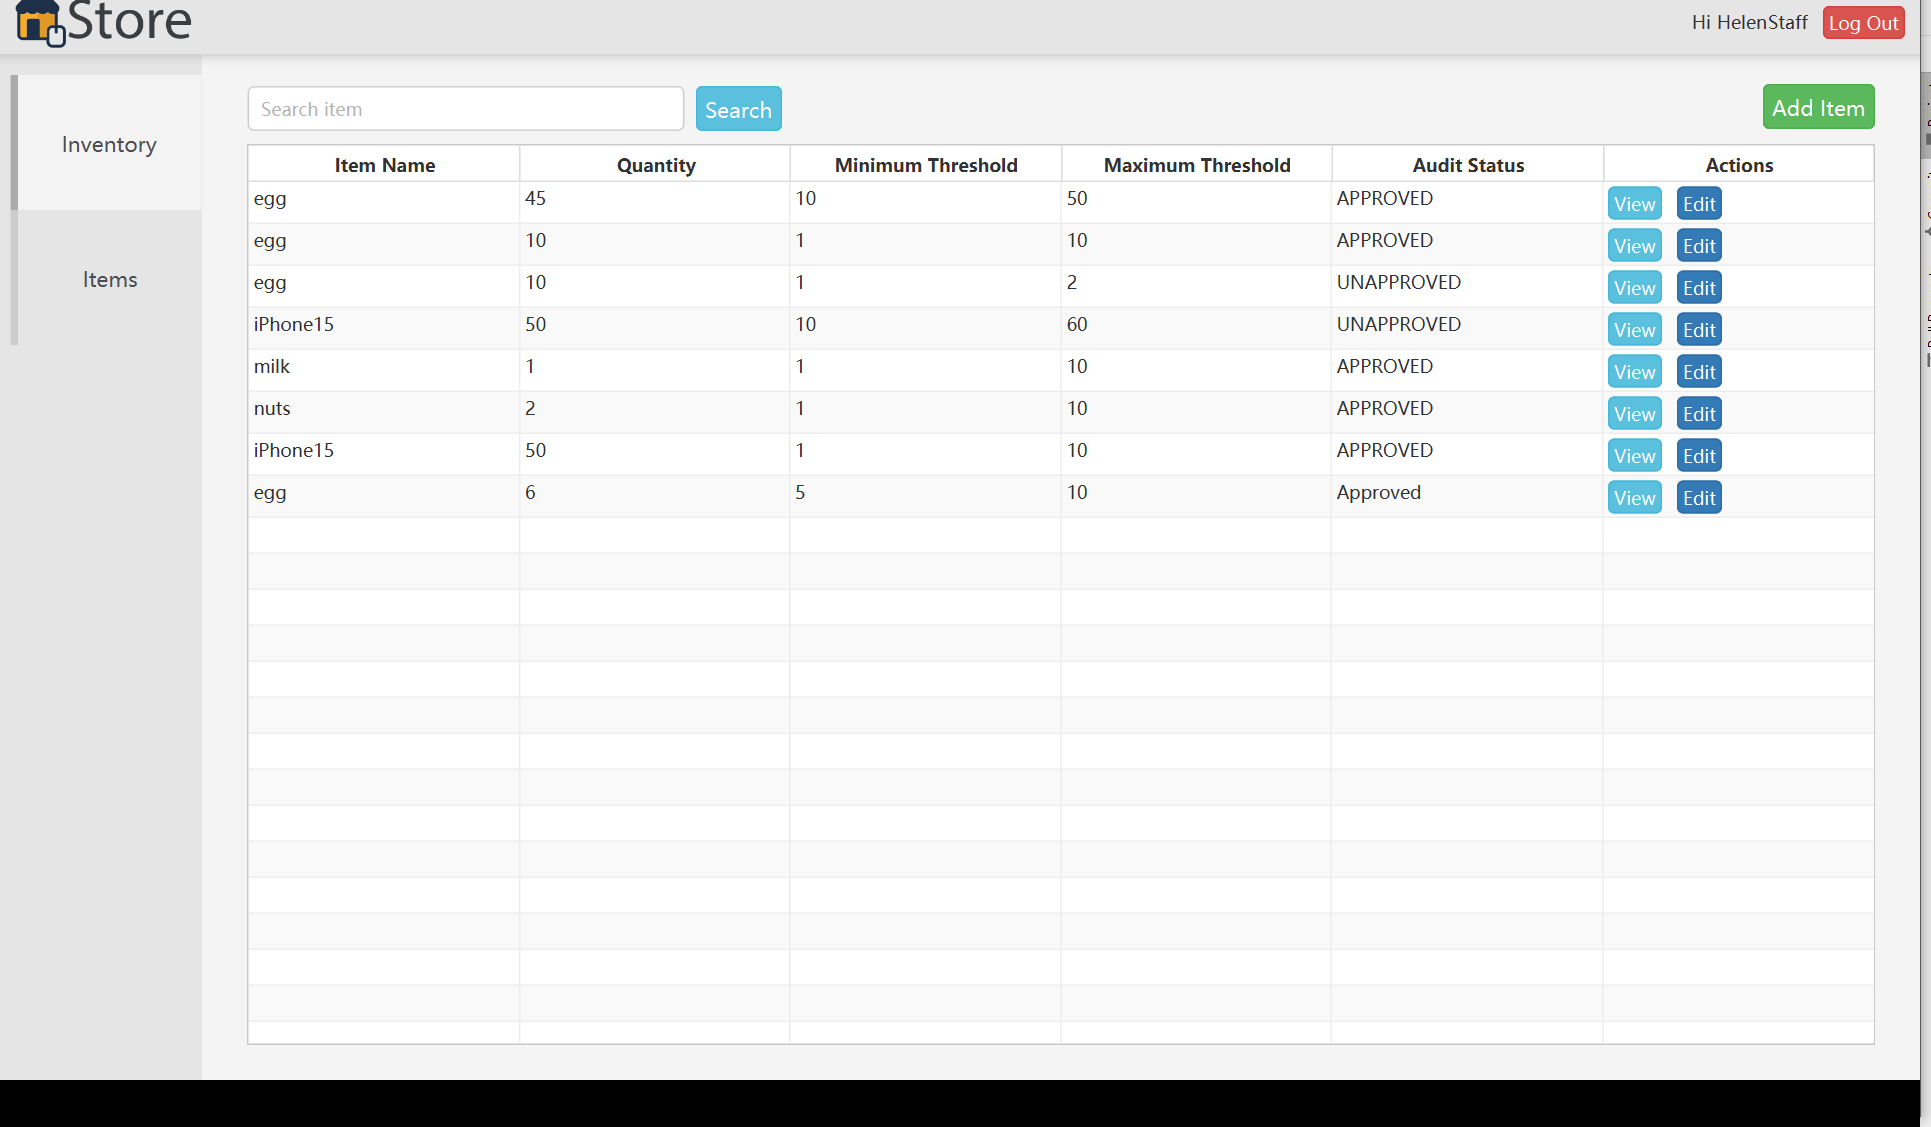 Store
Hi HelenStaff Log Out
Inventory
Items
Search item Search Add Item
Item Name Quantity Minimum Threshold Maximum Threshold Audit Status Actions
egg 45 10 50 APPROVED View Edit
egg 10 1 10 APPROVED View Edit
egg 10 1 2 UNAPPROVED View Edit
iPhone15 50 10 60 UNAPPROVED View Edit
milk 1 1 10 APPROVED View Edit
nuts 2 1 10 APPROVED View Edit
iPhone15 50 1 10 APPROVED View Edit
egg 6 5 10 Approved View Edit